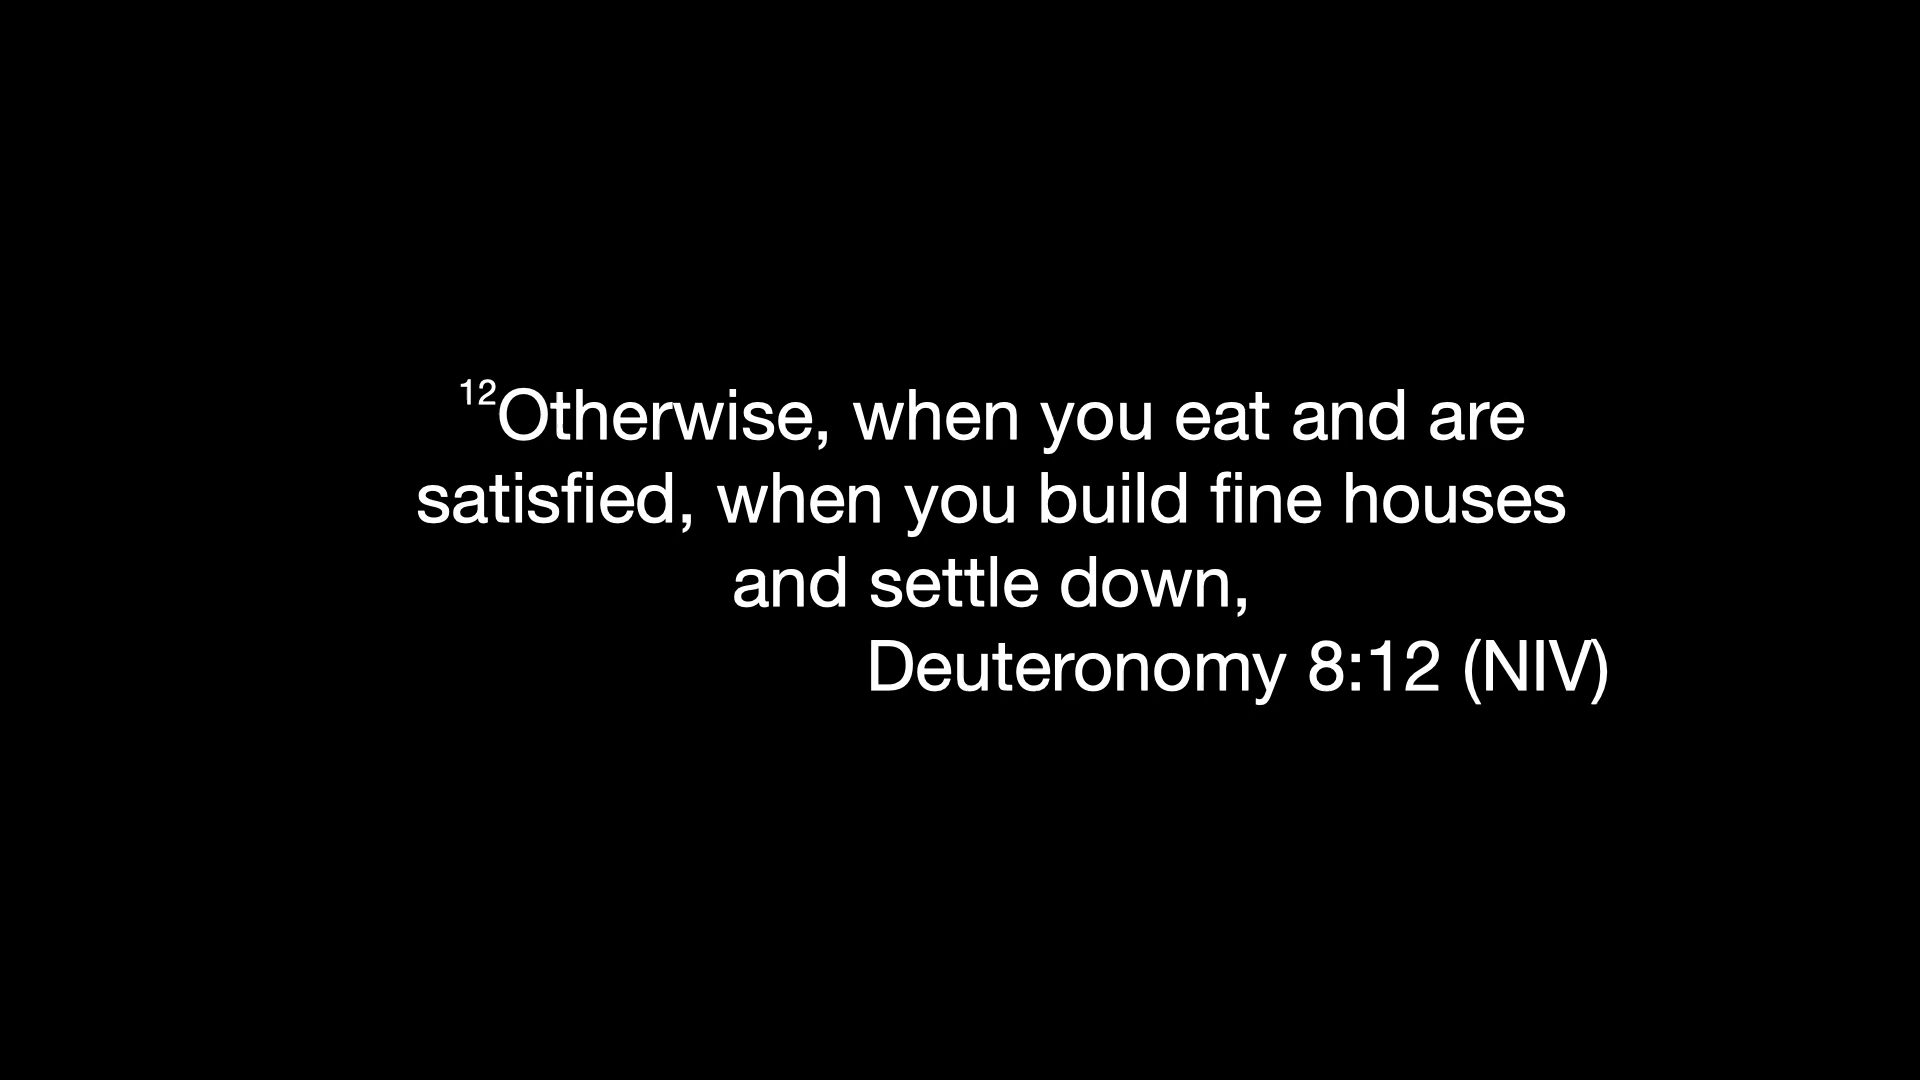 ¹²Otherwise, when you eat and are
satisfied, when you build fine houses
and settle down,
Deuteronomy 8:12 (NIV)